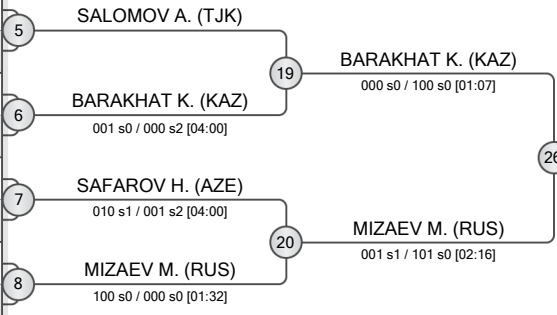 SALOMOV A. (TJK)
5
19
BARAKHAT K. (KAZ)
000 s0 / 100 s0 [01:07]
BARAKHAT K. (KAZ)
6
001 s0 / 000 s2 [04:00]
26
SAFAROV H. (AZE)
7
010 s1 / 001 s2 [04:00]
20
MIZAEV M. (RUS)
001 s1 / 101 s0 [02:16]
MIZAEV M. (RUS)
8
100 s0 / 000 s0 [01:32]